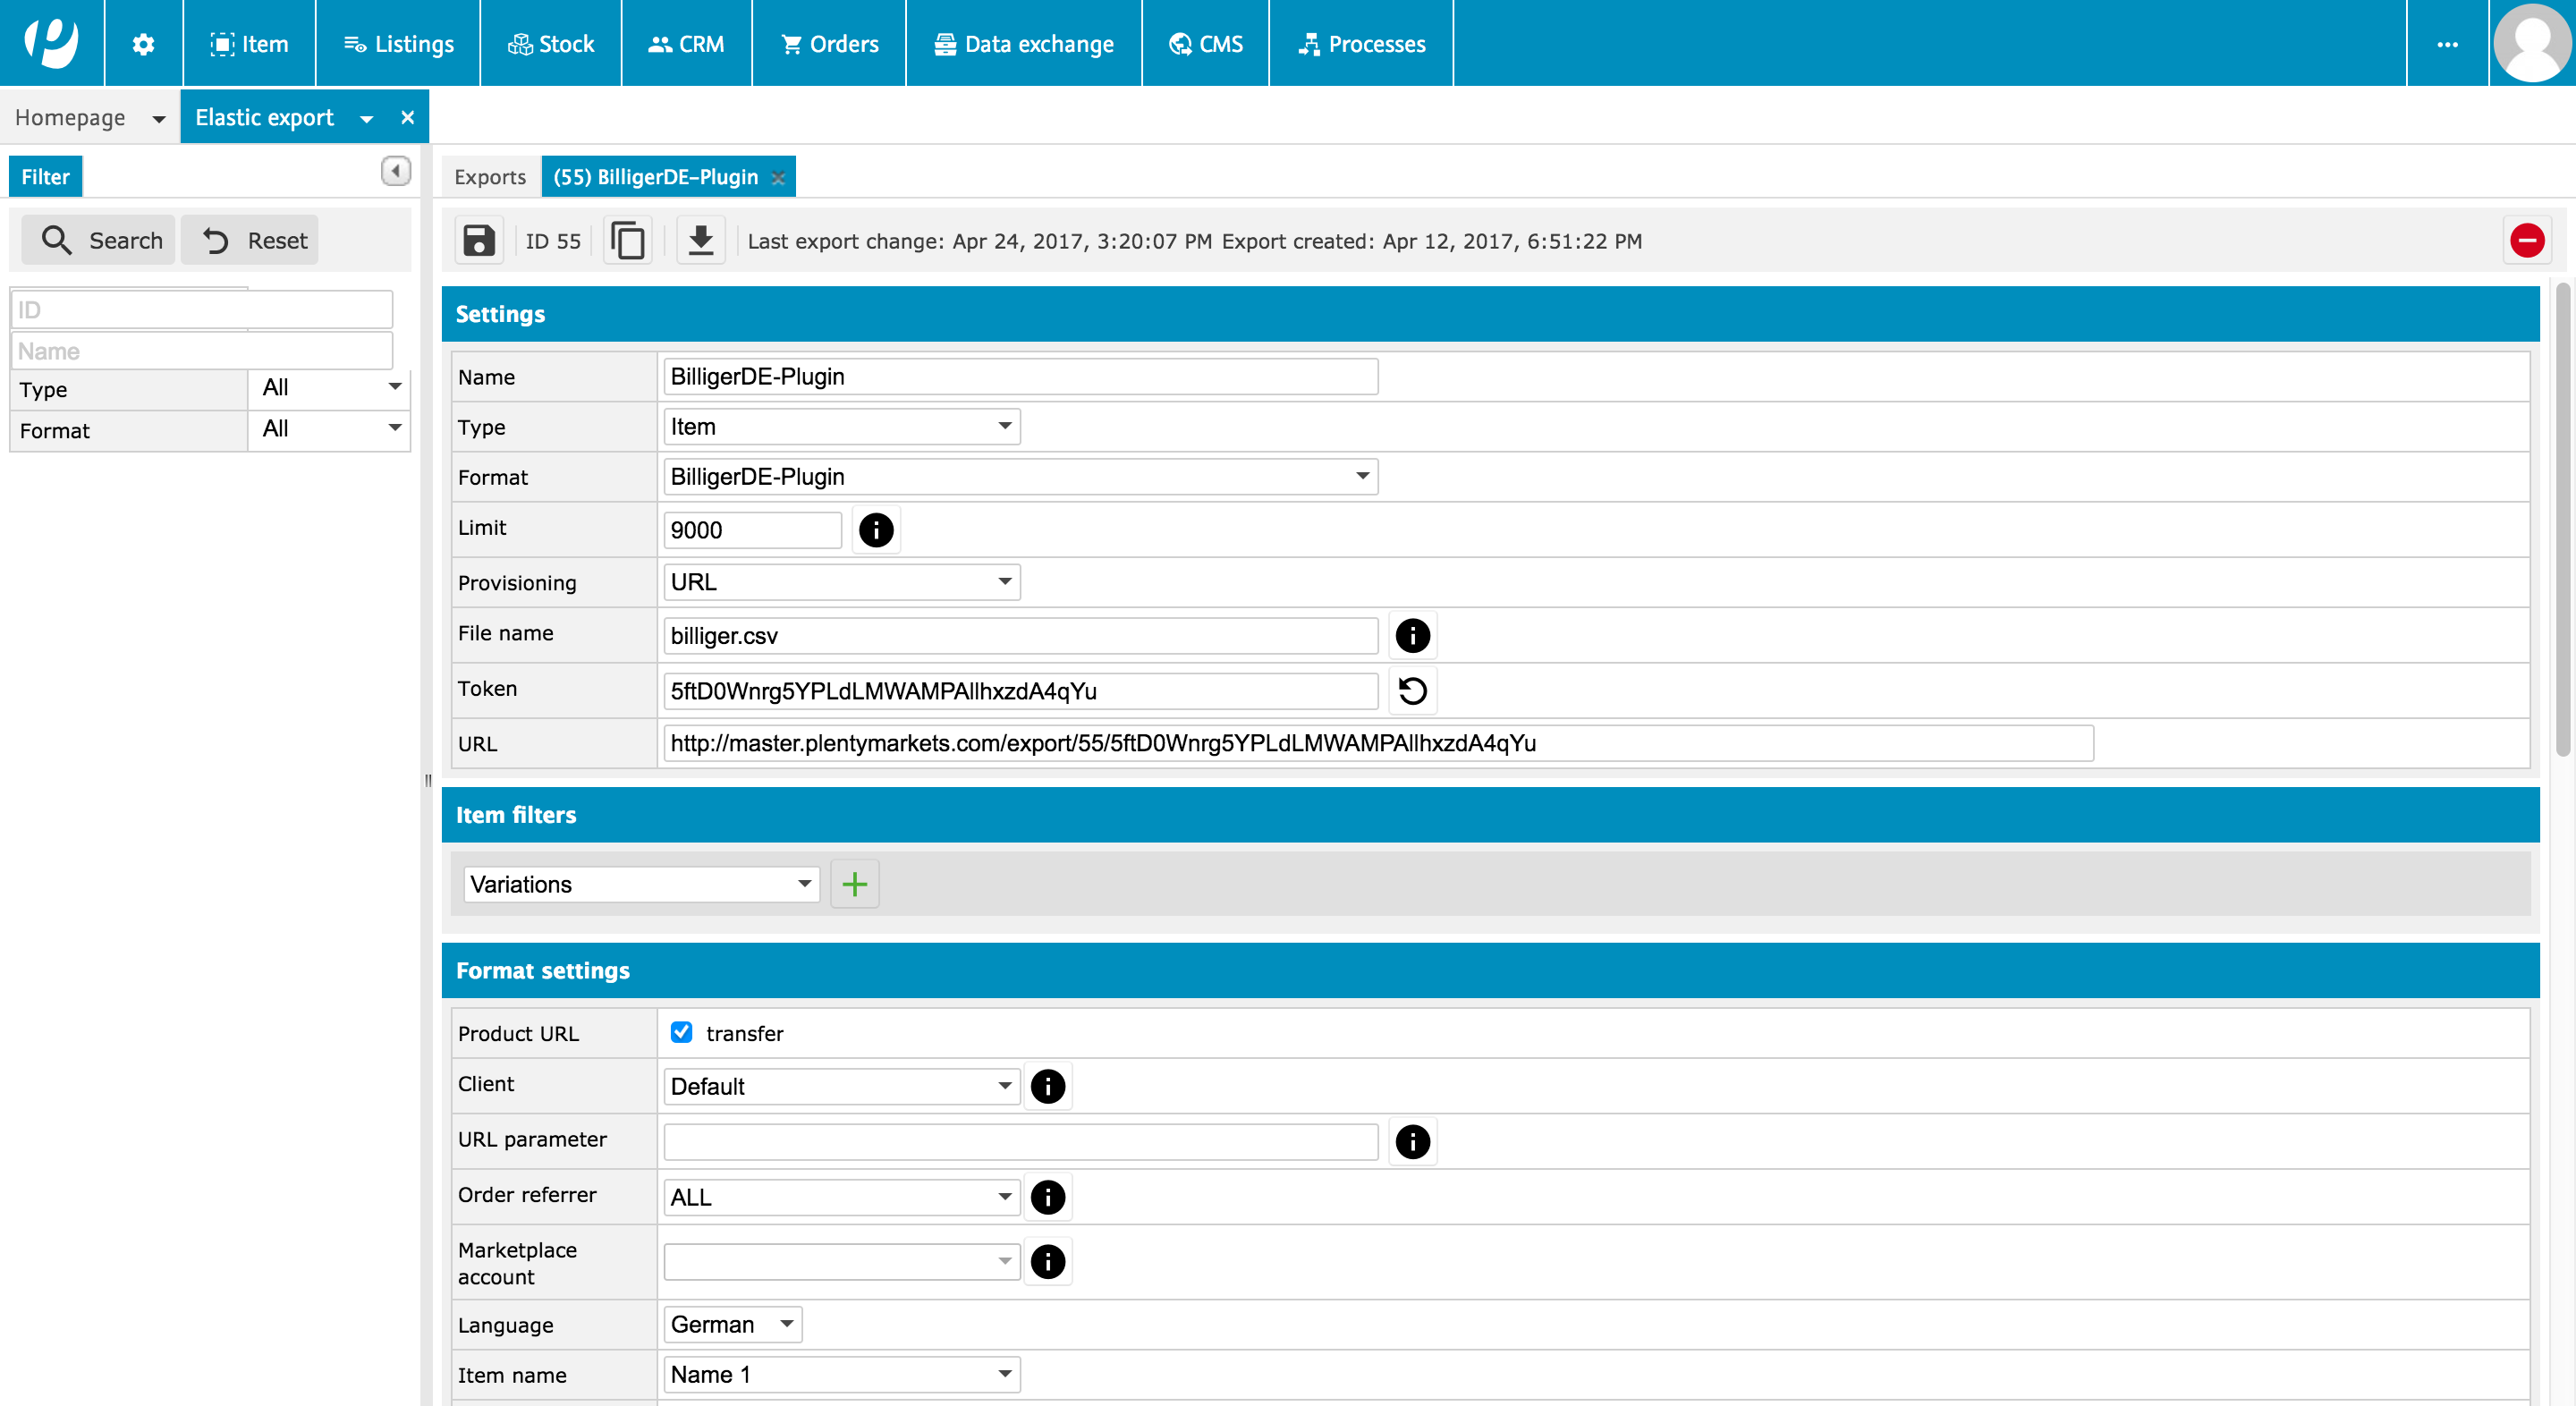 Item
Listings
Stock
CRM
Orders
Data exchange
CMS
Processes
Homepage
Elastic export
Filter
Search
Reset
ID
Name
Type All
Format All
Exports
(55) BilligerDE-Plugin
ID 55
Last export change: Apr 24, 2017, 3:20:07 PM Export created: Apr 12, 2017, 6:51:22 PM
Settings
Name BilligerDE-Plugin
Type Item
Format BilligerDE-Plugin
Limit 9000
Provisioning URL
File name billiger.csv
Token 5ftD0Wnrg5YPLdLMWAMPAllhxzdA4qYu
URL http://master.plentymarkets.com/export/55/5ftD0Wnrg5YPLdLMWAMPAllhxzdA4qYu
Item filters
Variations
Format settings
Product URL transfer
Client Default
URL parameter
Order referrer ALL
Marketplace
account
Language German
Item name Name 1